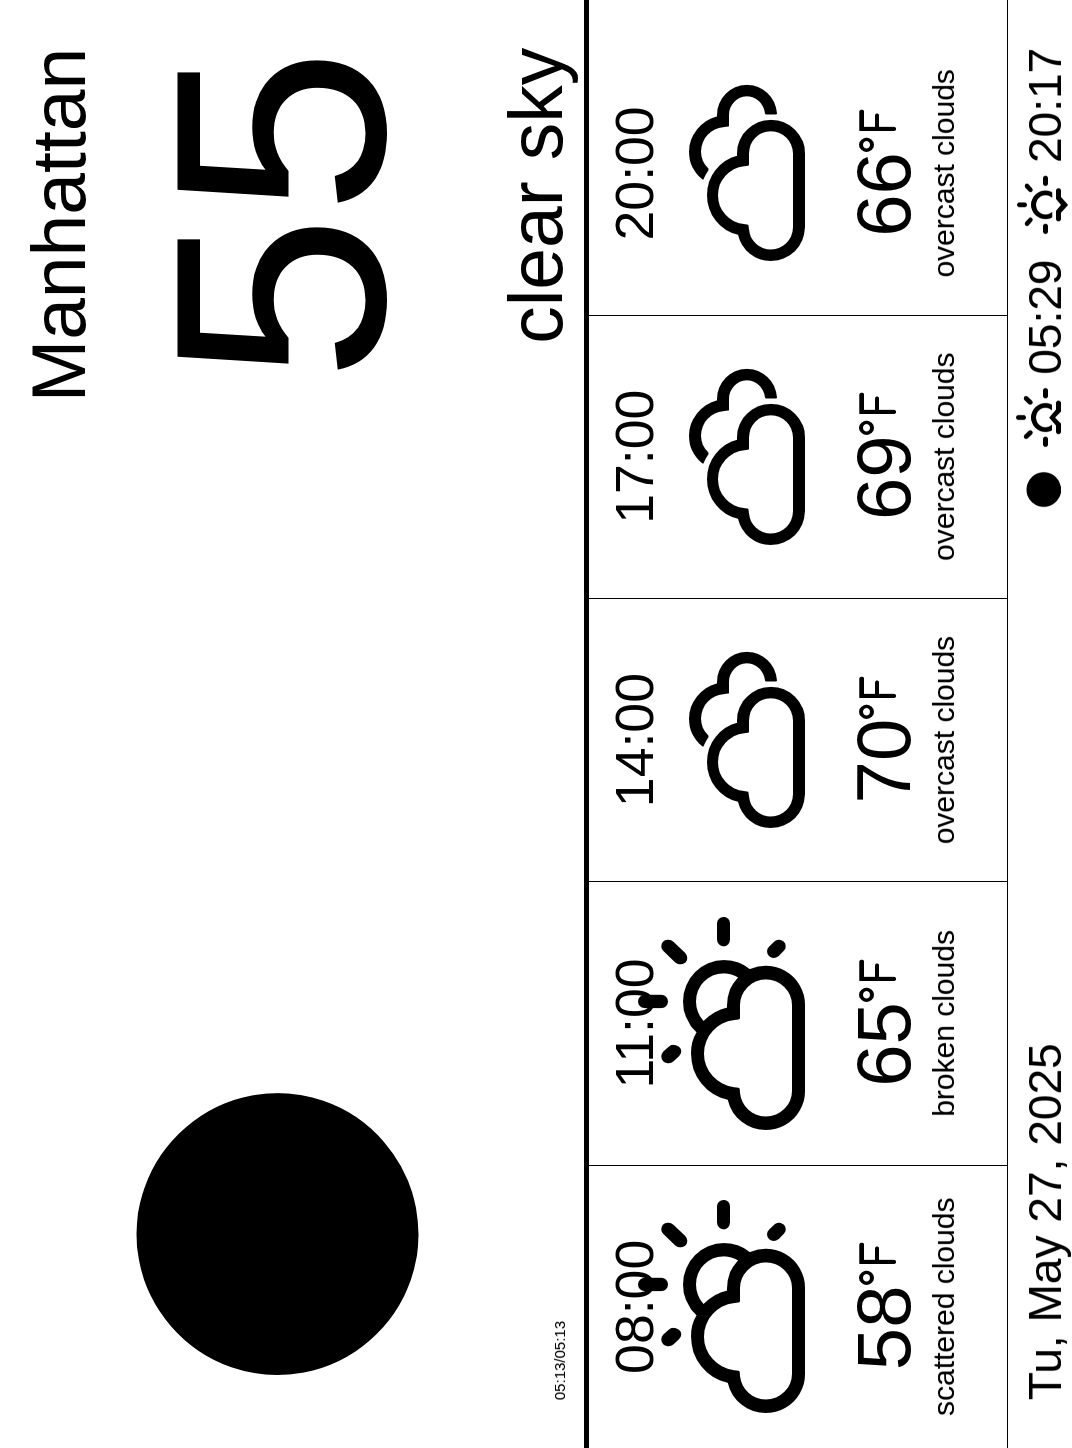 Manhattan
55
clear sky
05:13/05:13
08:00
11:00
14:00
17:00
20:00
58°F
65°F
70°F
69°F
66°F
scattered clouds
broken clouds
overcast clouds
overcast clouds
overcast clouds
Tu, May 27, 2025
05:29
20:17